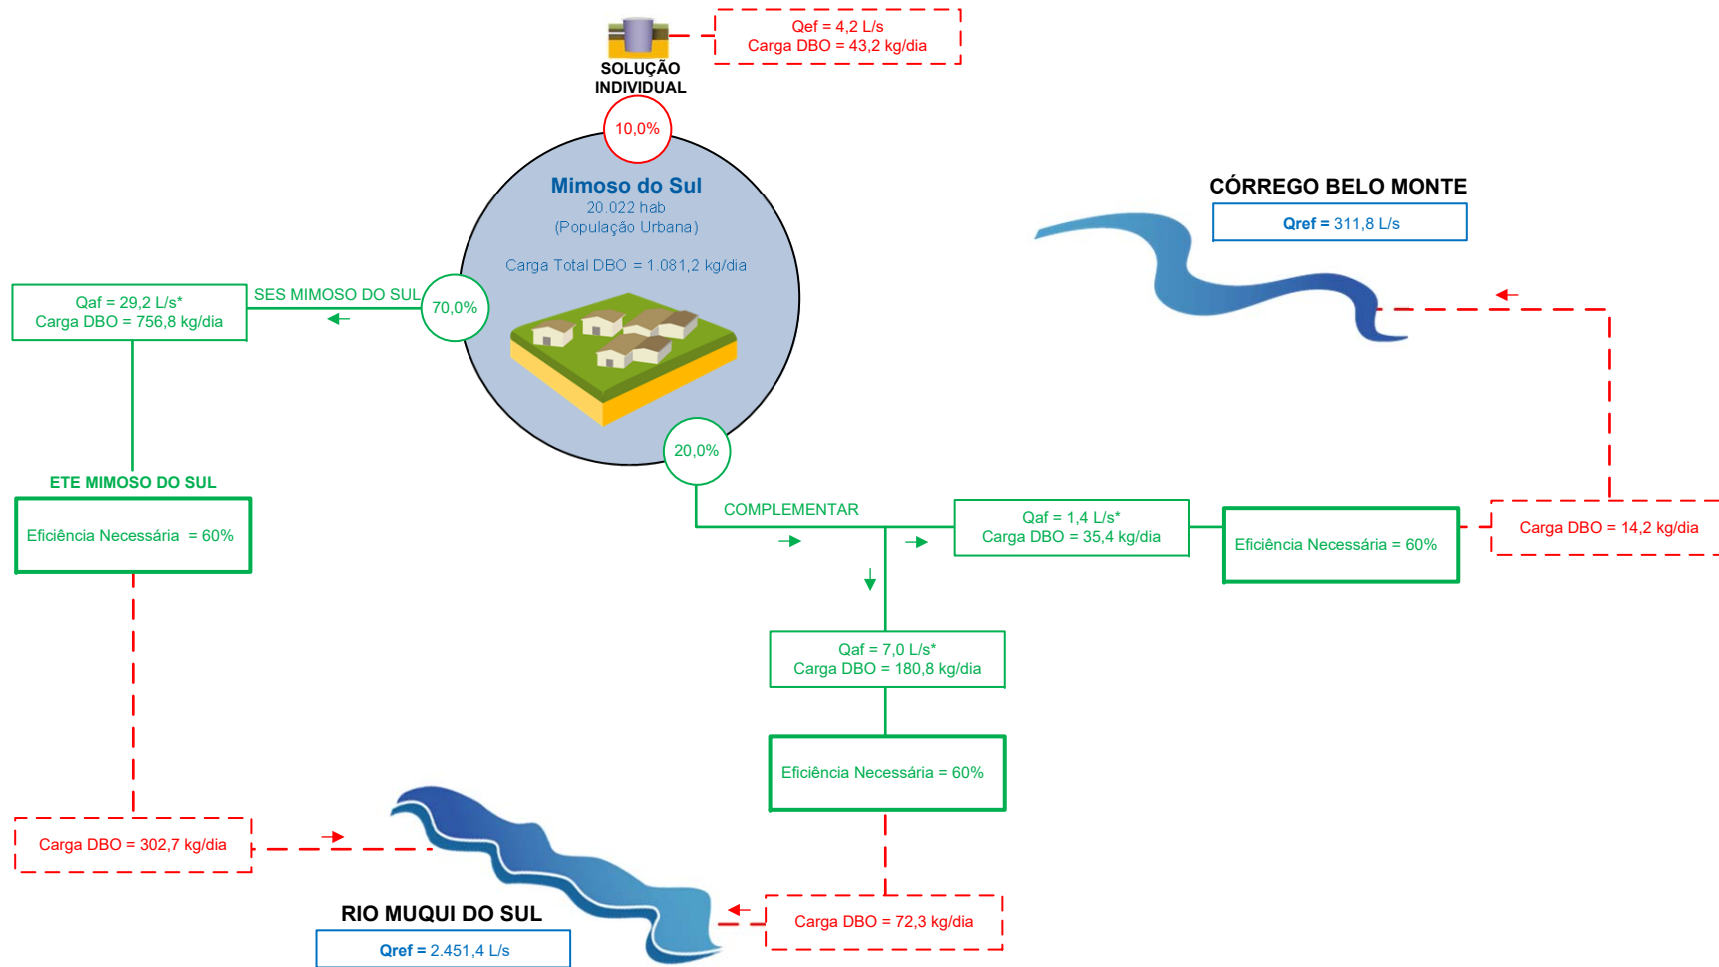 Qef = 4,2 L/s
Carga DBO = 43,2 kg/dia
SOLUÇÃO
INDIVIDUAL
10,0%
Mimoso do Sul
20.022 hab
(População Urbana)
Carga Total DBO = 1.081,2 kg/dia
CÓRREGO BELO MONTE
Qref = 311,8 L/s
SES MIMOSO DO SUL
70,0%
Qaf = 29,2 L/s*
Carga DBO = 756,8 kg/dia
20,0%
ETE MIMOSO DO SUL
Eficiência Necessária = 60%
COMPLEMENTAR
Qaf = 1,4 L/s*
Carga DBO = 35,4 kg/dia
Eficiência Necessária = 60%
Carga DBO = 14,2 kg/dia
Qaf = 7,0 L/s*
Carga DBO = 180,8 kg/dia
Eficiência Necessária = 60%
Carga DBO = 302,7 kg/dia
RIO MUQUI DO SUL
Qref = 2.451,4 L/s
Carga DBO = 72,3 kg/dia